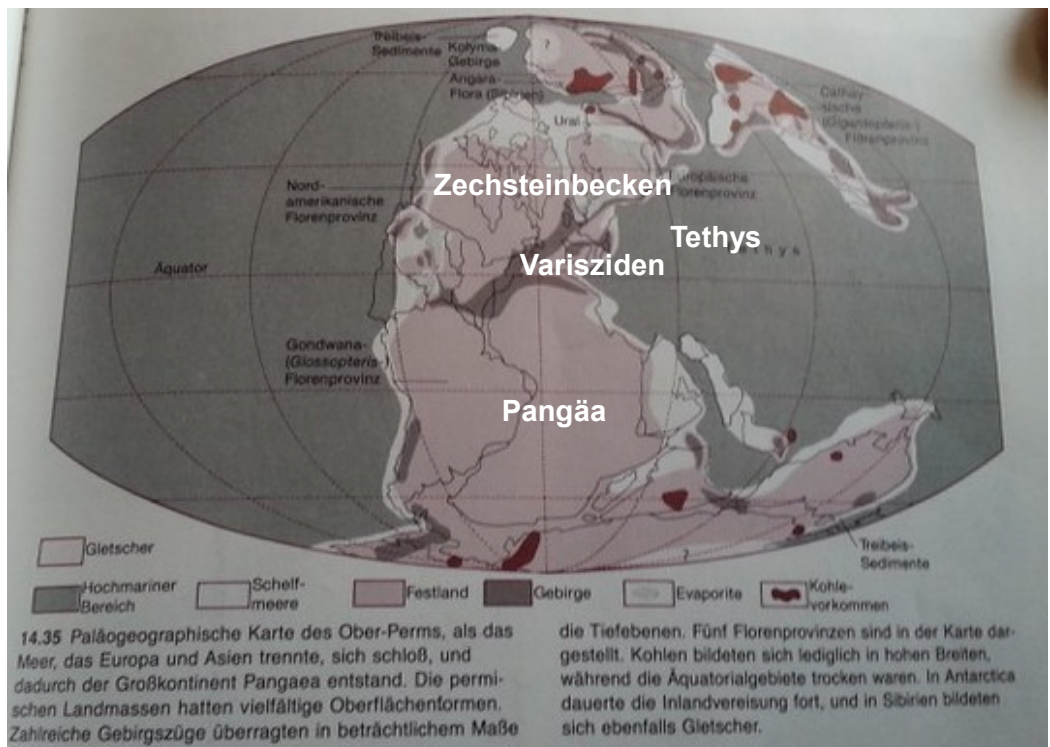 Treibeis-
Sedimente
Kolyma-
Gebirge
Angara-
Flora (Sibirien)
Ural
Cathay-
sische
(Gigantopteris-)
Florenprovinz
Nord-
amerikanische
Florenprovinz
Zechsteinbecken
Europäische
Florenprovinz
Tethys
Varisziden
Äquator
Gondwana-
(Glossopteris-)
Florenprovinz
Pangäa
?
?
Treibeis-
Sedimente
Gletscher
Hochmariner
Bereich
Schelf-
meere
Festland
Gebirge
Evaporite
Kohle-
vorkommen
14.35 Paläogeographische Karte des Ober-Perms, als das
Meer, das Europa und Asien trennte, sich schloß, und
dadurch der Großkontinent Pangaea entstand. Die permi-
schen Landmassen hatten vielfältige Oberflächenformen.
Zahlreiche Gebirgszüge überragten in beträchtlichem Maße
die Tiefebenen. Fünf Florenprovinzen sind in der Karte dar-
gestellt. Kohlen bildeten sich lediglich in hohen Breiten,
während die Äquatorialgebiete trocken waren. In Antarctica
dauerte die Inlandvereisung fort, und in Sibirien bildeten
sich ebenfalls Gletscher.